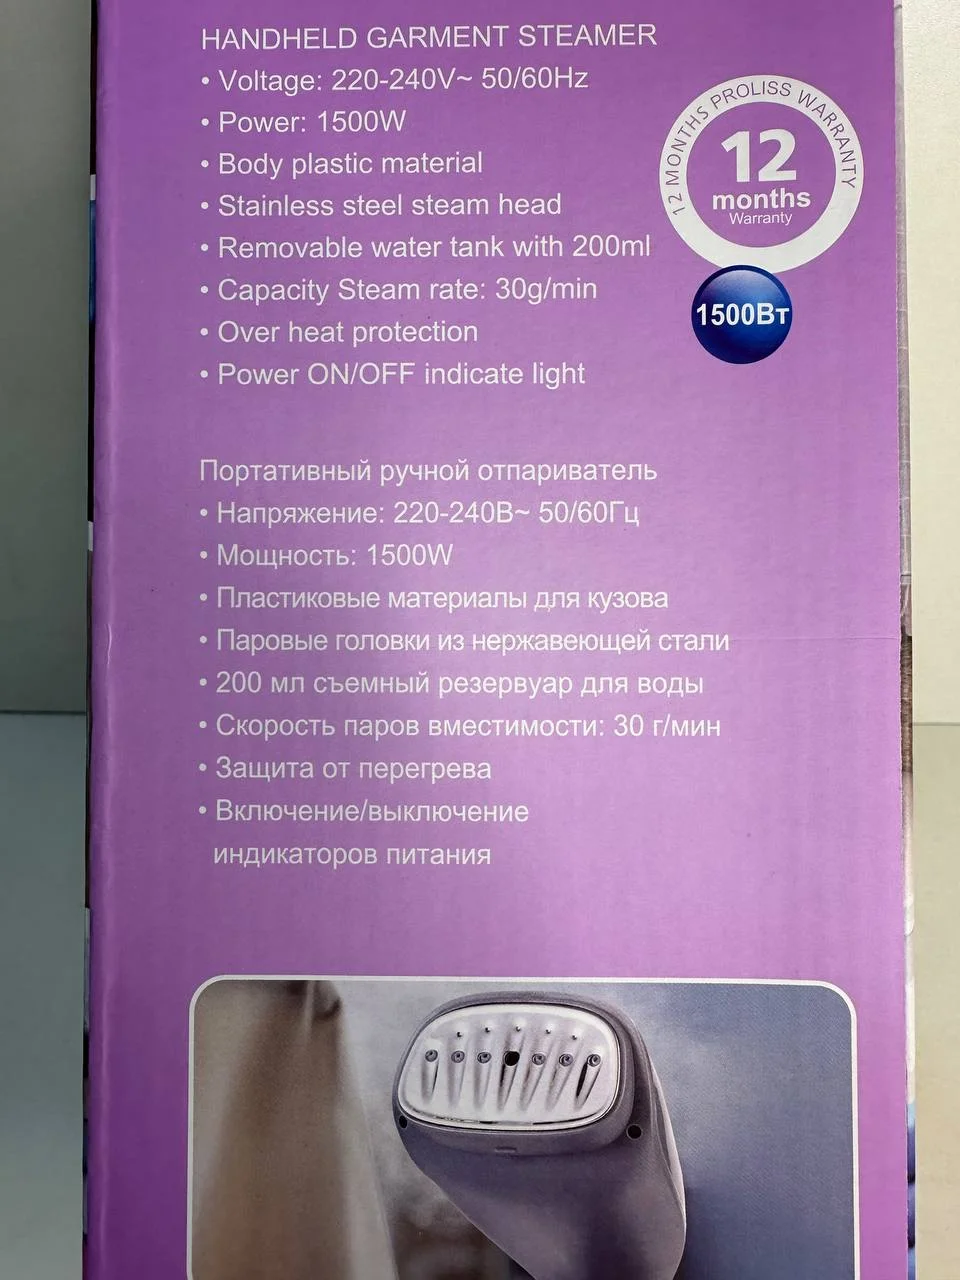 HANDHELD GARMENT STEAMER
• Voltage: 220-240V~ 50/60Hz
• Power: 1500W
• Body plastic material
• Stainless steel steam head
• Removable water tank with 200ml
• Capacity Steam rate: 30g/min
• Over heat protection
• Power ON/OFF indicate light
12 MONTHS PROLISS WARRANTY
12
months
Warranty
1500Вт
Портативный ручной отпариватель
• Напряжение: 220-240В~ 50/60Гц
• Мощность: 1500W
• Пластиковые материалы для кузова
• Паровые головки из нержавеющей стали
• 200 мл съемный резервуар для воды
• Скорость паров вместимости: 30 г/мин
• Защита от перегрева
• Включение/выключение
индикаторов питания